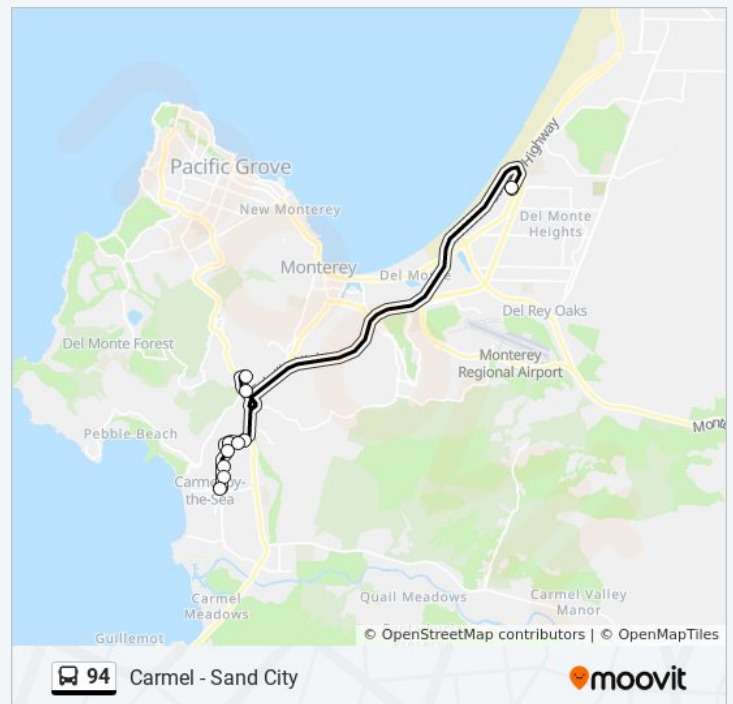 Highway
Pacific Grove
New Monterey
Del Monte
Heights
Monterey
Del Monte
Del Rey Oaks
Del Monte Forest
Monterey
Regional Airport
Pebble Beach
Mont
Carmel-by-
the-Sea
Carmel
Meadows
Quail Meadows
Carmel Valley
Manor
Guillemot
© OpenStreetMap contributors | © OpenMapTiles
94 Carmel - Sand City
moovit